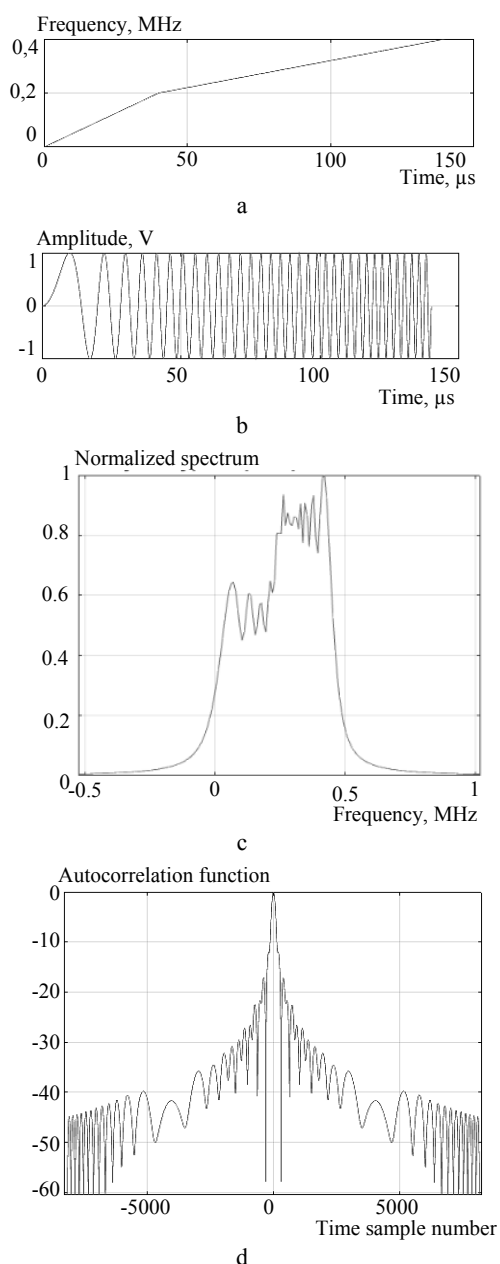 Frequency, MHz
0,4
0,2
0
0 50 100 150
Time, µs
a
Amplitude, V
1
0
-1
0 50 100 150
Time, µs
b
Normalized spectrum
1
0.8
0.6
0.4
0.2
0
-0.5 0 0.5 1
Frequency, MHz
c
Autocorrelation function
0
-10
-20
-30
-40
-50
-60
-5000 0 5000
Time sample number
d